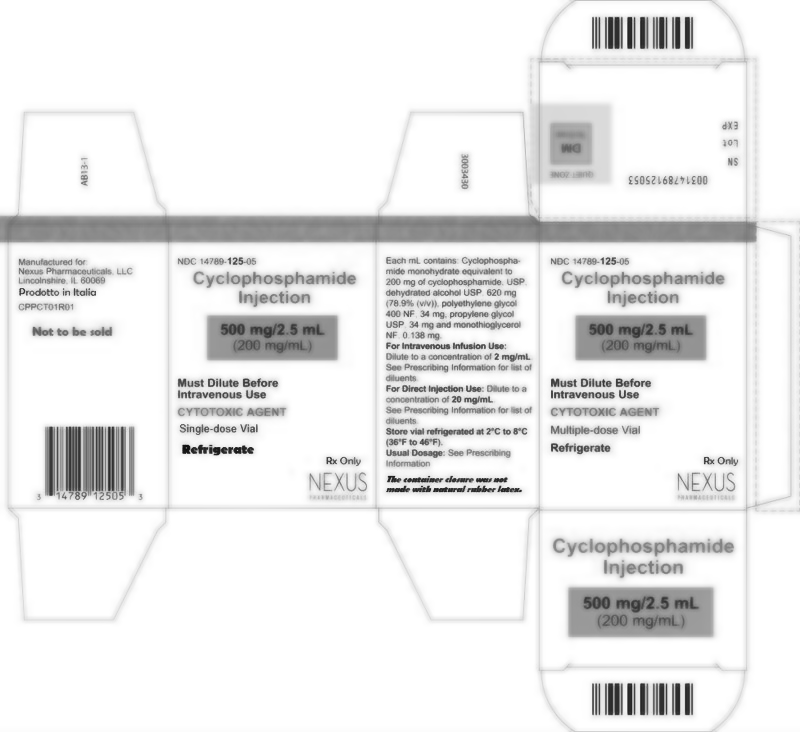 EXP
Lot
SN
DM
QUIET ZONE
00314789125053
AB13-1
3003430
Manufactured for:
Nexus Pharmaceuticals, LLC
Lincolnshire, IL 60069
Prodotto in Italia
CPPCT01R01
Not to be sold
3 14789 12505 3
NDC 14789-125-05
Cyclophosphamide
Injection
500 mg/2.5 mL
(200 mg/mL)
Must Dilute Before
Intravenous Use
CYTOTOXIC AGENT
Single-dose Vial
Refrigerate
Rx Only
NEXUS
PHARMACEUTICALS
Each mL contains: Cyclophospha-
mide monohydrate equivalent to
200 mg of cyclophosphamide, USP,
dehydrated alcohol USP, 620 mg
(78.9% (v/v)), polyethylene glycol
400 NF, 34 mg, propylene glycol
USP, 34 mg and monothioglycerol
NF, 0.138 mg.
For Intravenous Infusion Use:
Dilute to a concentration of 2 mg/mL.
See Prescribing Information for list of
diluents.
For Direct Injection Use: Dilute to a
concentration of 20 mg/mL.
See Prescribing Information for list of
diluents.
Store vial refrigerated at 2°C to 8°C
(36°F to 46°F).
Usual Dosage: See Prescribing
Information
The container closure was not
made with natural rubber latex.
NDC 14789-125-05
Cyclophosphamide
Injection
500 mg/2.5 mL
(200 mg/mL)
Must Dilute Before
Intravenous Use
CYTOTOXIC AGENT
Multiple-dose Vial
Refrigerate
Rx Only
NEXUS
PHARMACEUTICALS
Cyclophosphamide
Injection
500 mg/2.5 mL
(200 mg/mL)